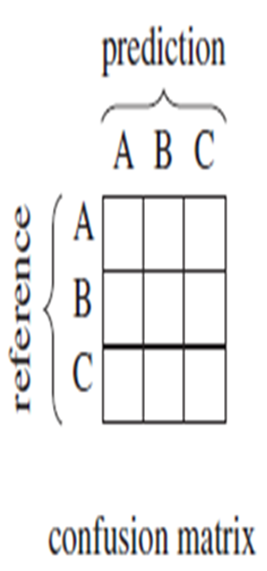 prediction
A B C
reference
A
B
C
confusion matrix